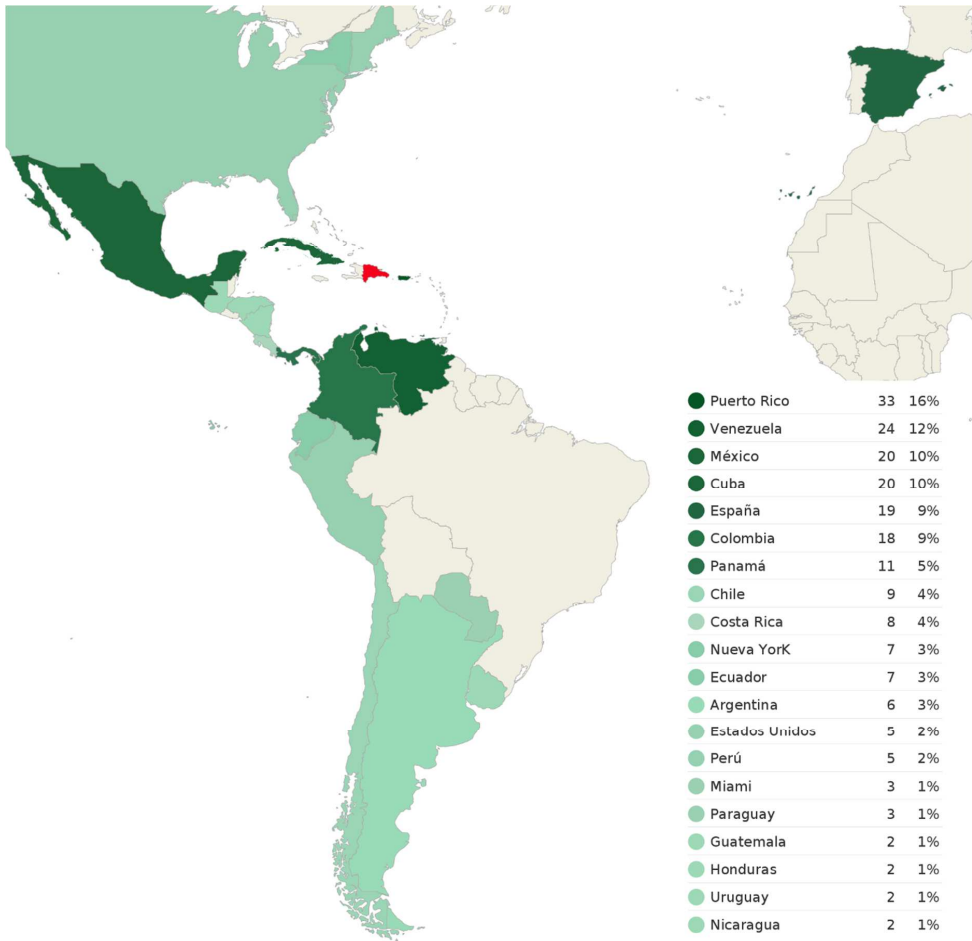 Puerto Rico 33 16%
Venezuela 24 12%
México 20 10%
Cuba 20 10%
España 19 9%
Colombia 18 9%
Panamá 11 5%
Chile 9 4%
Costa Rica 8 4%
Nueva YorK 7 3%
Ecuador 7 3%
Argentina 6 3%
Estados Unidos 5 2%
Perú 5 2%
Miami 3 1%
Paraguay 3 1%
Guatemala 2 1%
Honduras 2 1%
Uruguay 2 1%
Nicaragua 2 1%